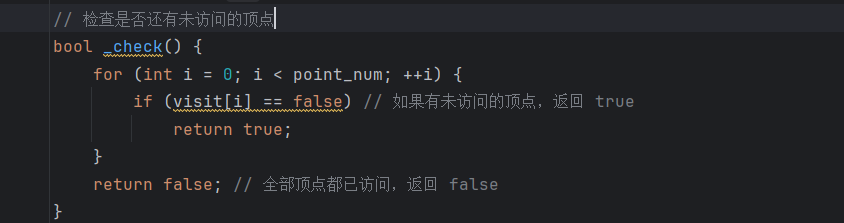 // 检查是否还有未访问的顶点
bool _check() {
for (int i = 0; i < point_num; ++i) {
if (visit[i] == false) // 如果有未访问的顶点，返回 true
return true;
}
return false; // 全部顶点都已访问，返回 false
}